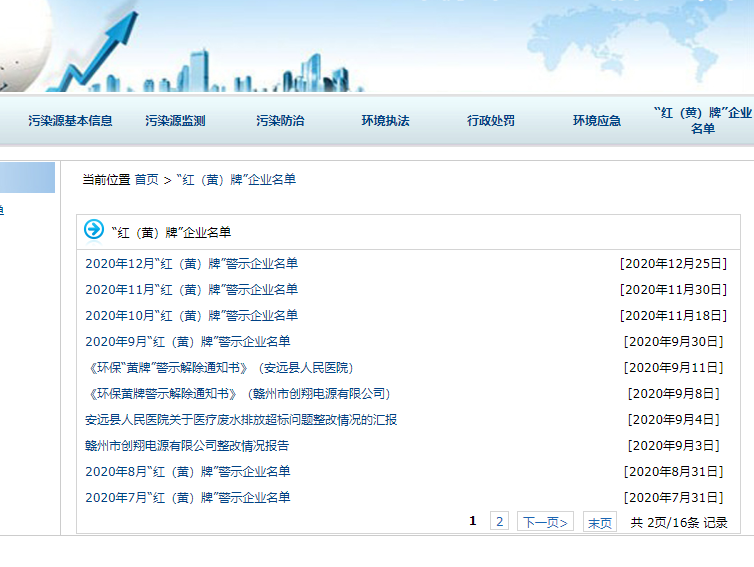 污染源基本信息 污染源监测 污染防治 环境执法 行政处罚 环境应急 “红（黄）牌”企业
名单
当前位置 首页 > “红（黄）牌”企业名单
“红（黄）牌”企业名单
2020年12月“红（黄）牌”警示企业名单 [2020年12月25日]
2020年11月“红（黄）牌”警示企业名单 [2020年11月30日]
2020年10月“红（黄）牌”警示企业名单 [2020年11月18日]
2020年9月“红（黄）牌”警示企业名单 [2020年9月30日]
《环保“黄牌”警示解除通知书》（安远县人民医院） [2020年9月11日]
《环保黄牌警示解除通知书》（赣州市创翔电源有限公司） [2020年9月8日]
安远县人民医院关于医疗废水排放超标问题整改情况的汇报 [2020年9月4日]
赣州市创翔电源有限公司整改情况报告 [2020年9月3日]
2020年8月“红（黄）牌”警示企业名单 [2020年8月31日]
2020年7月“红（黄）牌”警示企业名单 [2020年7月31日]
1 2 下一页> 末页 共 2页/16条 记录